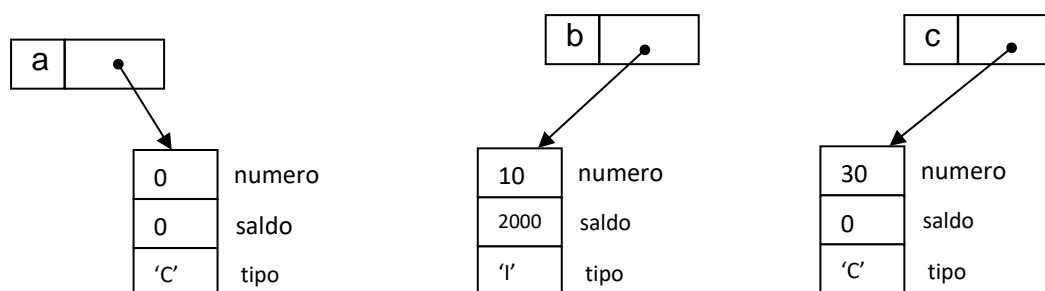 a
b
c
0 numero
0 saldo
‘C’ tipo
10 numero
2000 saldo
‘I’ tipo
30 numero
0 saldo
‘C’ tipo